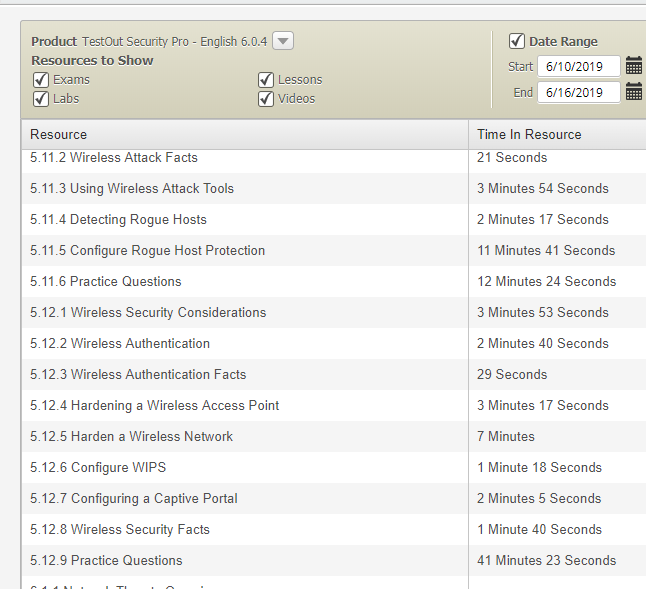 Product TestOut Security Pro - English 6.0.4
Date Range
Resources to Show
Start 6/10/2019
Exams Lessons
End 6/16/2019
Labs Videos
Resource Time In Resource
5.11.2 Wireless Attack Facts 21 Seconds
5.11.3 Using Wireless Attack Tools 3 Minutes 54 Seconds
5.11.4 Detecting Rogue Hosts 2 Minutes 17 Seconds
5.11.5 Configure Rogue Host Protection 11 Minutes 41 Seconds
5.11.6 Practice Questions 12 Minutes 24 Seconds
5.12.1 Wireless Security Considerations 3 Minutes 53 Seconds
5.12.2 Wireless Authentication 2 Minutes 40 Seconds
5.12.3 Wireless Authentication Facts 29 Seconds
5.12.4 Hardening a Wireless Access Point 3 Minutes 17 Seconds
5.12.5 Harden a Wireless Network 7 Minutes
5.12.6 Configure WIPS 1 Minute 18 Seconds
5.12.7 Configuring a Captive Portal 2 Minutes 5 Seconds
5.12.8 Wireless Security Facts 1 Minute 40 Seconds
5.12.9 Practice Questions 41 Minutes 23 Seconds